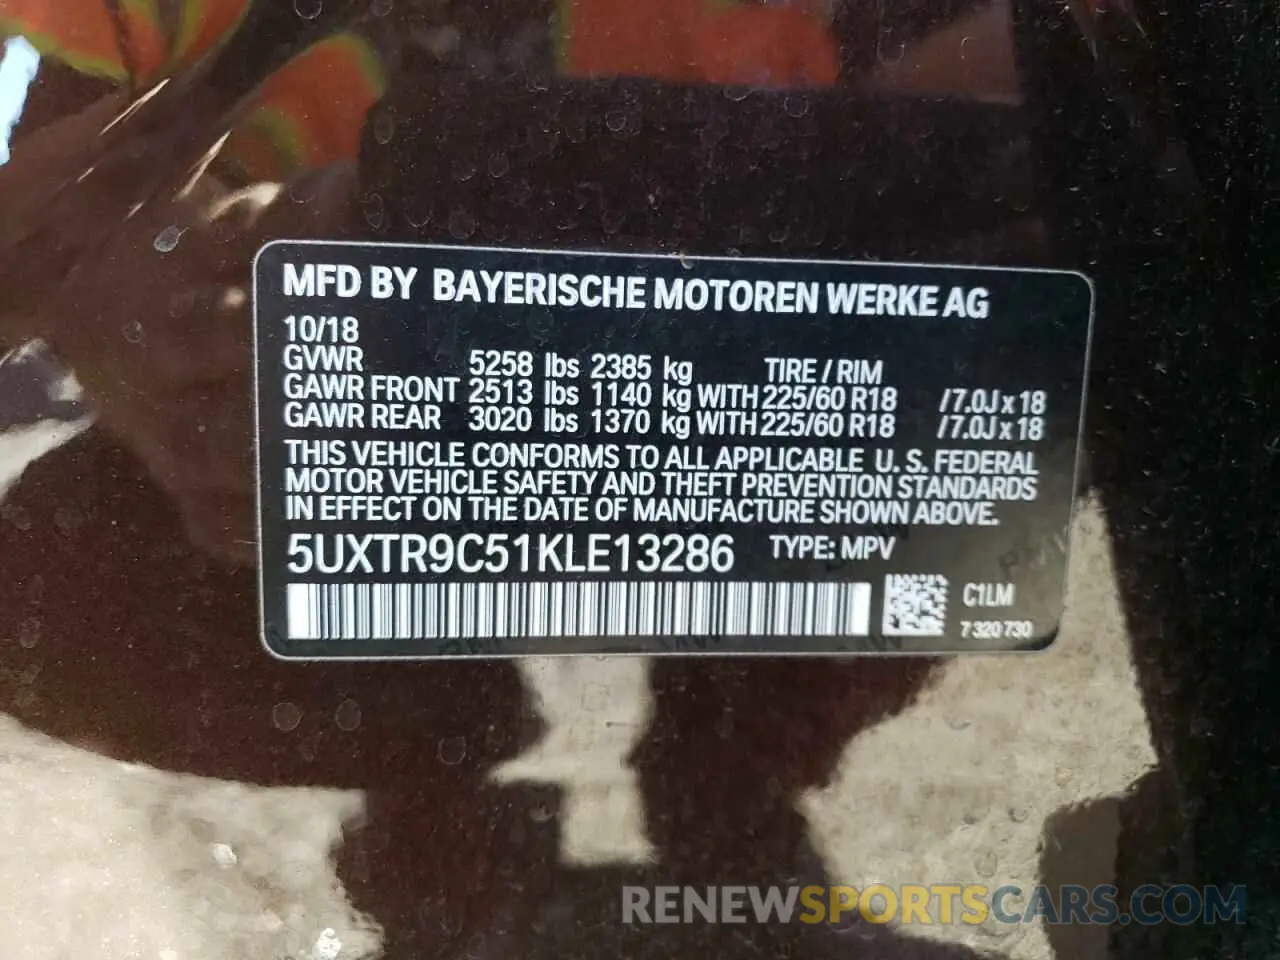 MFD BY BAYERISCHE MOTOREN WERKE AG
10/18
GVWR 5258 lbs 2385 kg TIRE / RIM
GAWR FRONT 2513 lbs 1140 kg WITH 225/60 R18 /7.0J x 18
GAWR REAR 3020 lbs 1370 kg WITH 225/60 R18 /7.0J x 18
THIS VEHICLE CONFORMS TO ALL APPLICABLE U. S. FEDERAL
MOTOR VEHICLE SAFETY AND THEFT PREVENTION STANDARDS
IN EFFECT ON THE DATE OF MANUFACTURE SHOWN ABOVE.
5UXTR9C51KLE13286 TYPE: MPV
C1LM
7 320 730
RENEWSPORTSCARS.COM